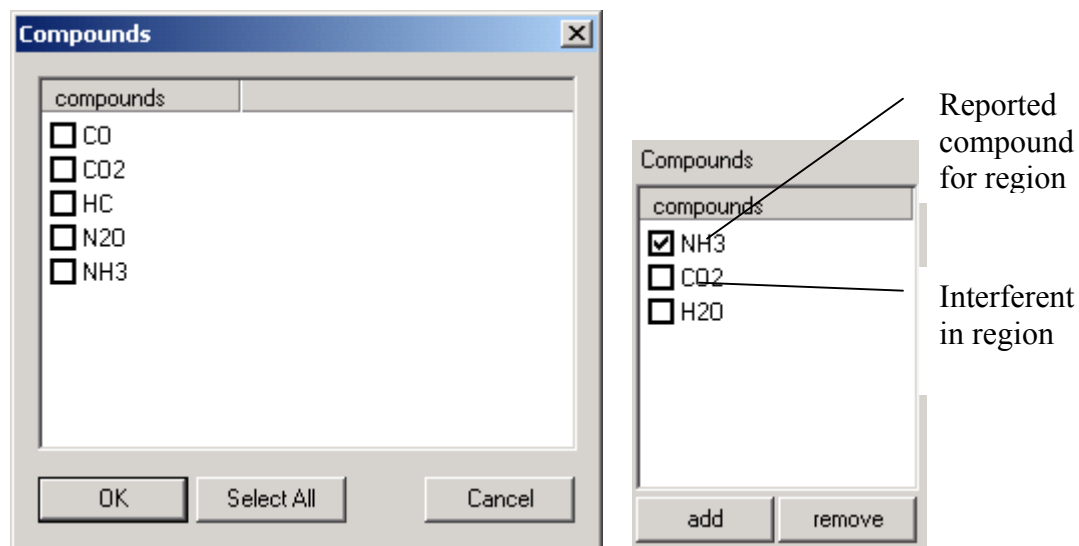 Compounds
compounds
CO
CO2
HC
N2O
NH3
OK
Select All
Cancel
Compounds
compounds
NH3
CO2
H2O
add
remove
Reported
compound
for region
Interferent
in region